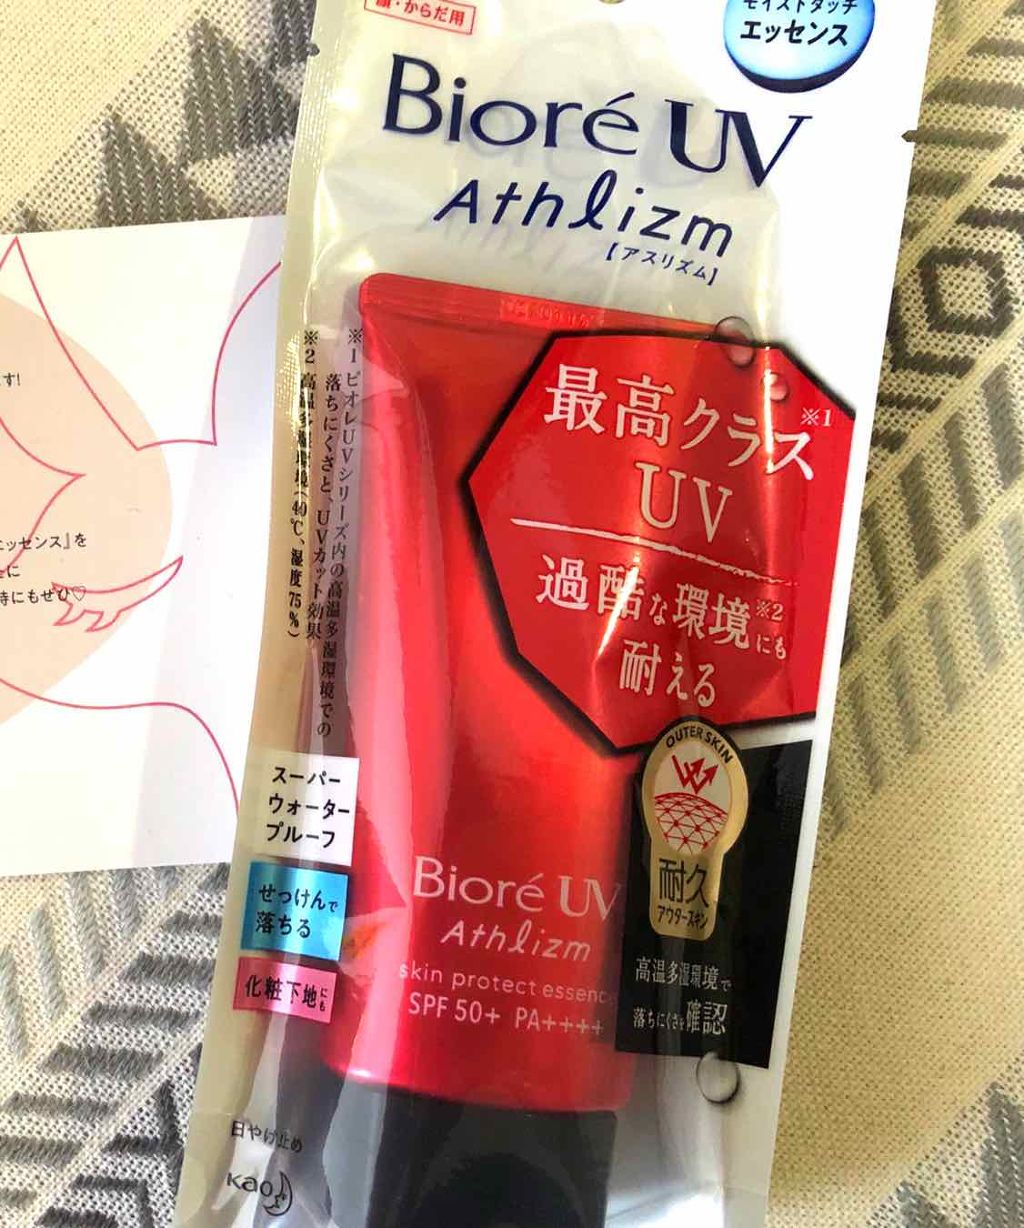 顔・からだ用
モイストタッチ
エッセンス
Bioré UV
Athlizm
【アスリズム】
最高クラス※1
UV
過酷な環境※2にも
耐える
※1 ビオレUVシリーズ内の高温多湿環境での
落ちにくさと、UVカット効果
※2 高温多湿環境(40℃、湿度75%)
す!
エッセンス』を
に
時にもぜひ♡
OUTER SKIN
耐久
アウタースキン
高温多湿環境で
落ちにくさを確認
スーパー
ウォーター
プルーフ
せっけんで
落ちる
化粧下地にも
Bioré UV
Athlizm
skin protect essence
SPF 50+ PA++++
日やけ止め
Kao